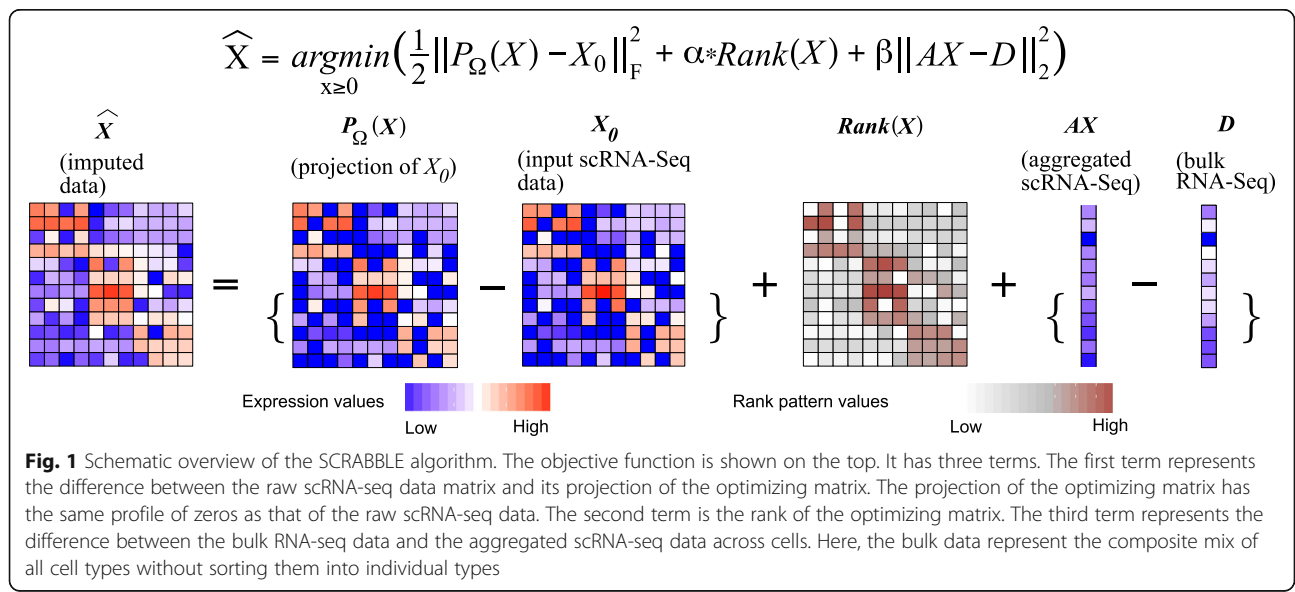 X̂ = argmin x≥0 (1/2 ||P_Ω(X) − X_0||_F^2 + α*Rank(X) + β||AX−D||_2^2)
X̂ P_Ω(X) X_0 Rank(X) AX D
(imputed data) (projection of X_0) (input scRNA-Seq data) (aggregated scRNA-Seq) (bulk RNA-Seq)
= { − } + + { − }
Expression values Low High
Rank pattern values Low High
Fig. 1 Schematic overview of the SCRABBLE algorithm. The objective function is shown on the top. It has three terms. The first term represents
the difference between the raw scRNA-seq data matrix and its projection of the optimizing matrix. The projection of the optimizing matrix has
the same profile of zeros as that of the raw scRNA-seq data. The second term is the rank of the optimizing matrix. The third term represents the
difference between the bulk RNA-seq data and the aggregated scRNA-seq data across cells. Here, the bulk data represent the composite mix of
all cell types without sorting them into individual types